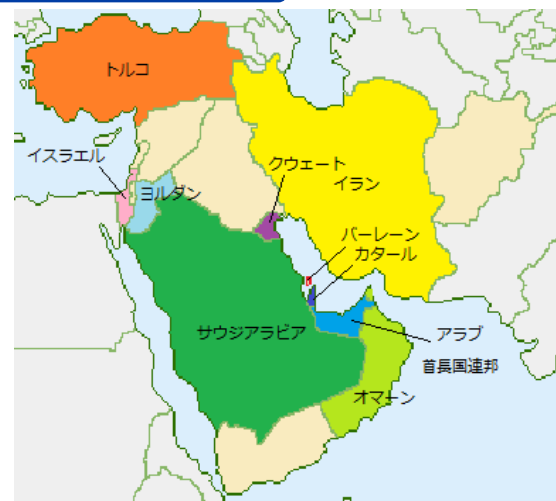 トルコ
イスラエル
ヨルダン
クウェート
イラン
バーレーン
カタール
サウジアラビア
アラブ
首長国連邦
オマーン